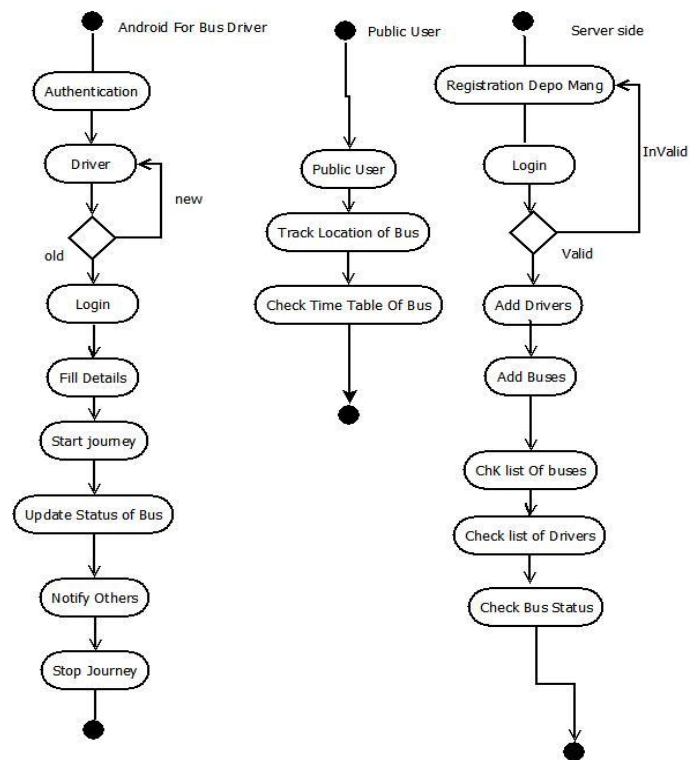 Android For Bus Driver
Authentication
Driver
new
old
Login
Fill Details
Start journey
Update Status of Bus
Notify Others
Stop Journey
Public User
Public User
Track Location of Bus
Check Time Table Of Bus
Server side
Registration Depo Mang
InValid
Login
Valid
Add Drivers
Add Buses
ChK list Of buses
Check list of Drivers
Check Bus Status